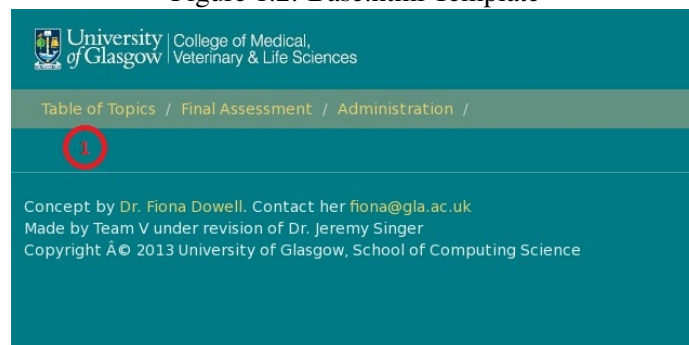 Figure 1.2: Base.html Template
University
of Glasgow
College of Medical,
Veterinary & Life Sciences
Table of Topics / Final Assessment / Administration /
1
Concept by Dr. Fiona Dowell. Contact her fiona@gla.ac.uk
Made by Team V under revision of Dr. Jeremy Singer
Copyright Â© 2013 University of Glasgow, School of Computing Science